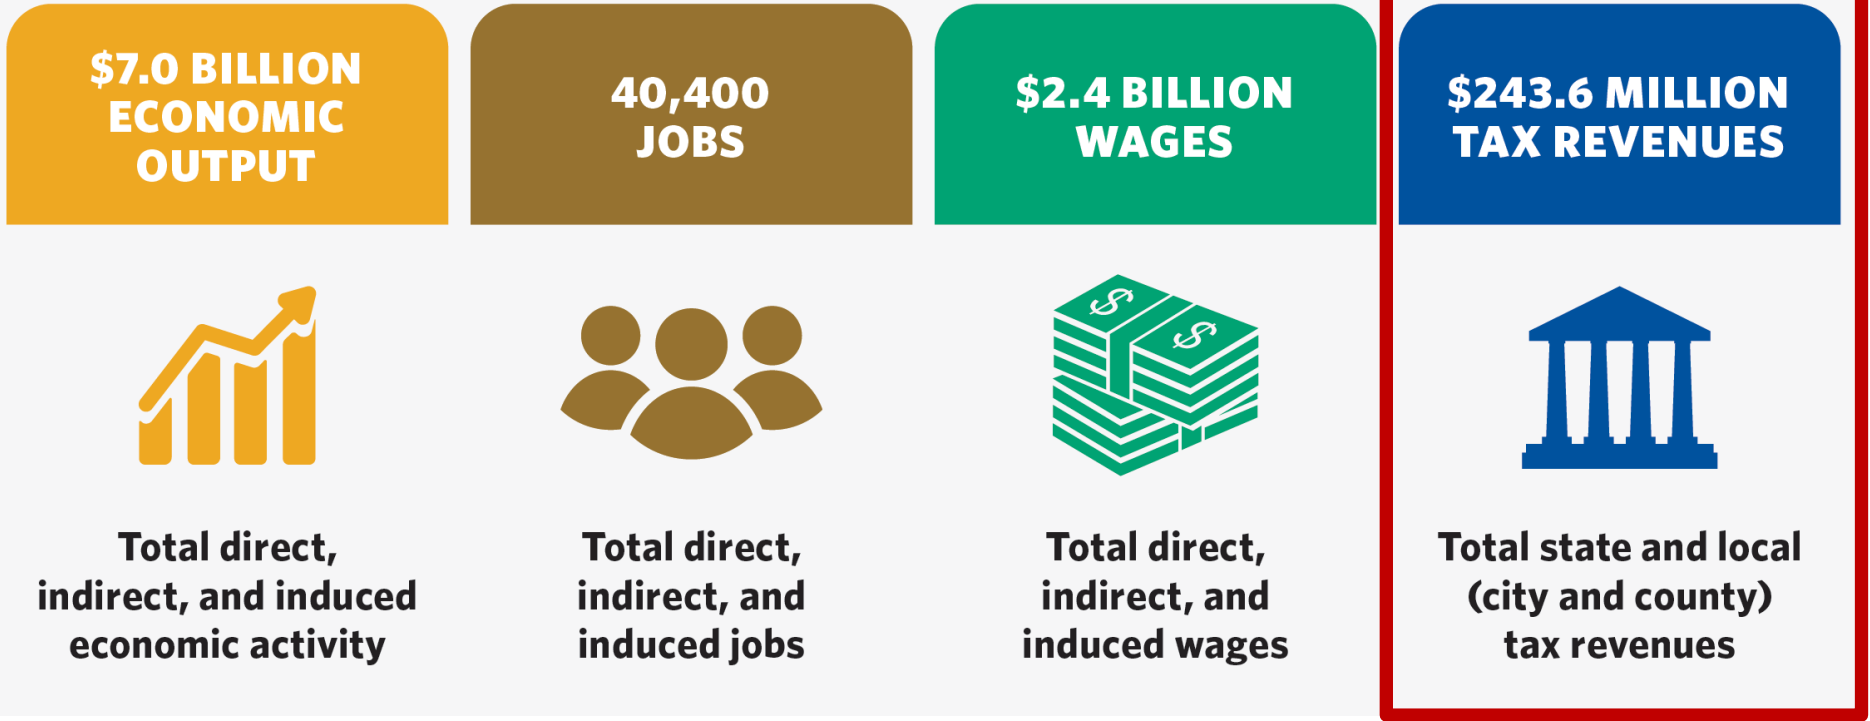 $7.0 BILLION
ECONOMIC
OUTPUT
Total direct,
indirect, and induced
economic activity
40,400
JOBS
Total direct,
indirect, and
induced jobs
$2.4 BILLION
WAGES
$
$
Total direct,
indirect, and
induced wages
$243.6 MILLION
TAX REVENUES
Total state and local
(city and county)
tax revenues